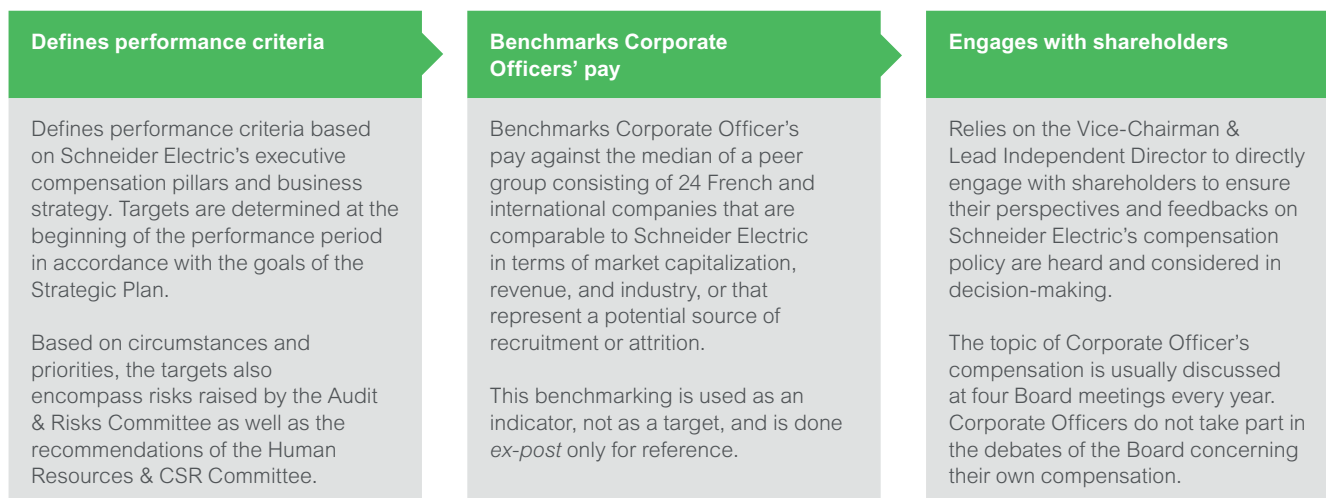 Defines performance criteria
Defines performance criteria based
on Schneider Electric's executive
compensation pillars and business
strategy. Targets are determined at the
beginning of the performance period
in accordance with the goals of the
Strategic Plan.
Based on circumstances and
priorities, the targets also
encompass risks raised by the Audit
& Risks Committee as well as the
recommendations of the Human
Resources & CSR Committee.
Benchmarks Corporate
Officers' pay
Benchmarks Corporate Officer's
pay against the median of a peer
group consisting of 24 French and
international companies that are
comparable to Schneider Electric
in terms of market capitalization,
revenue, and industry, or that
represent a potential source of
recruitment or attrition.
This benchmarking is used as an
indicator, not as a target, and is done
ex-post only for reference.
Engages with shareholders
Relies on the Vice-Chairman &
Lead Independent Director to directly
engage with shareholders to ensure
their perspectives and feedbacks on
Schneider Electric's compensation
policy are heard and considered in
decision-making.
The topic of Corporate Officer's
compensation is usually discussed
at four Board meetings every year.
Corporate Officers do not take part in
the debates of the Board concerning
their own compensation.